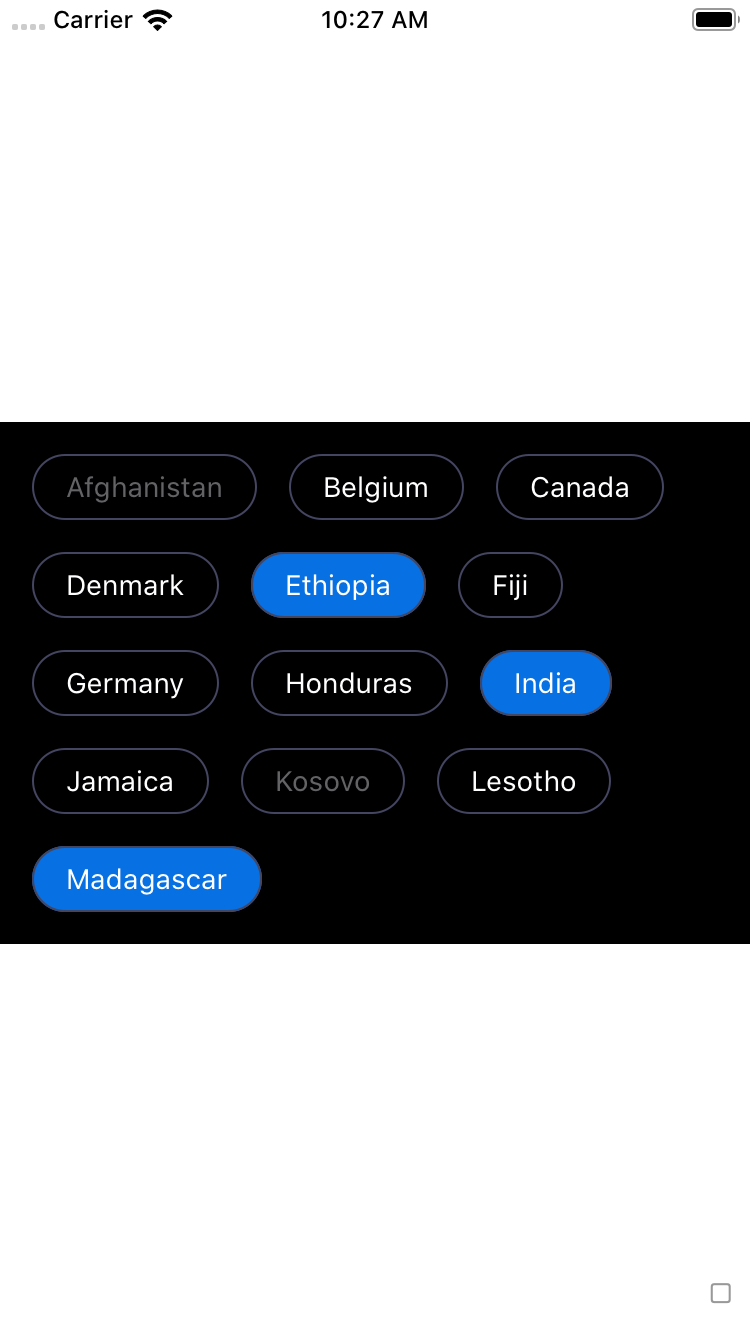 Carrier 10:27 AM
Afghanistan Belgium Canada
Denmark Ethiopia Fiji
Germany Honduras India
Jamaica Kosovo Lesotho
Madagascar